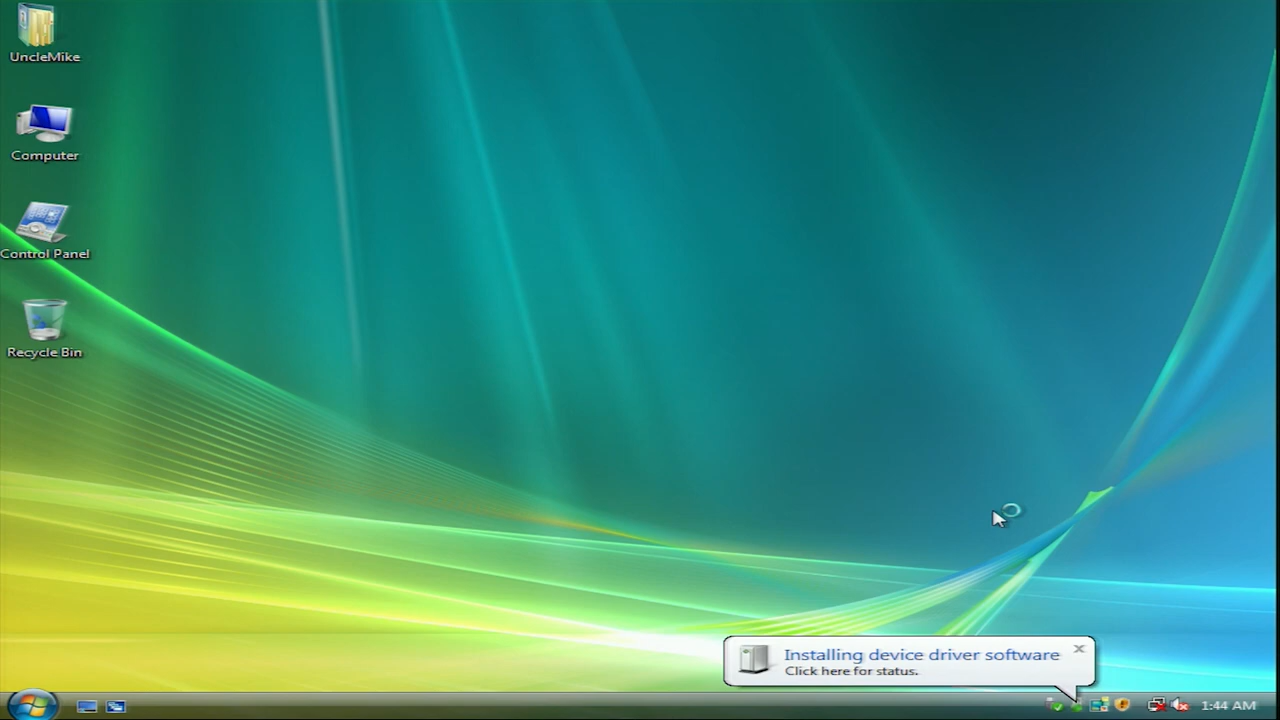 UncleMike
Computer
Control Panel
Recycle Bin
Installing device driver software
Click here for status.
1:44 AM